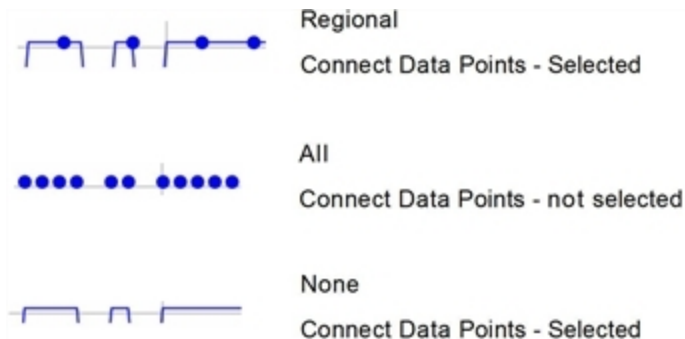 Regional
Connect Data Points - Selected
All
Connect Data Points - not selected
None
Connect Data Points - Selected